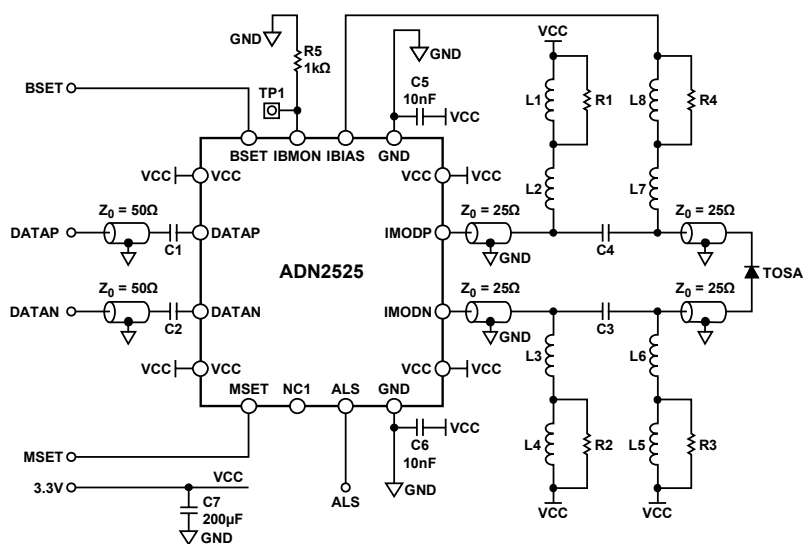 GND
R5
1kΩ
GND
VCC
C5
10nF
VCC
BSET
TP1
L1
R1
L8
R4
BSET
IBMON
IBIAS
GND
VCC
VCC
VCC
VCC
L2
L7
Z0 = 50Ω
Z0 = 25Ω
Z0 = 25Ω
DATAP
C1
DATAP
IMODP
GND
C4
ADN2525
TOSA
Z0 = 50Ω
Z0 = 25Ω
Z0 = 25Ω
DATAN
C2
DATAN
IMODN
GND
C3
VCC
VCC
VCC
VCC
L3
L6
MSET
NC1
ALS
GND
VCC
C6
10nF
L4
R2
L5
R3
MSET
3.3V
VCC
C7
200µF
GND
ALS
GND
VCC
VCC